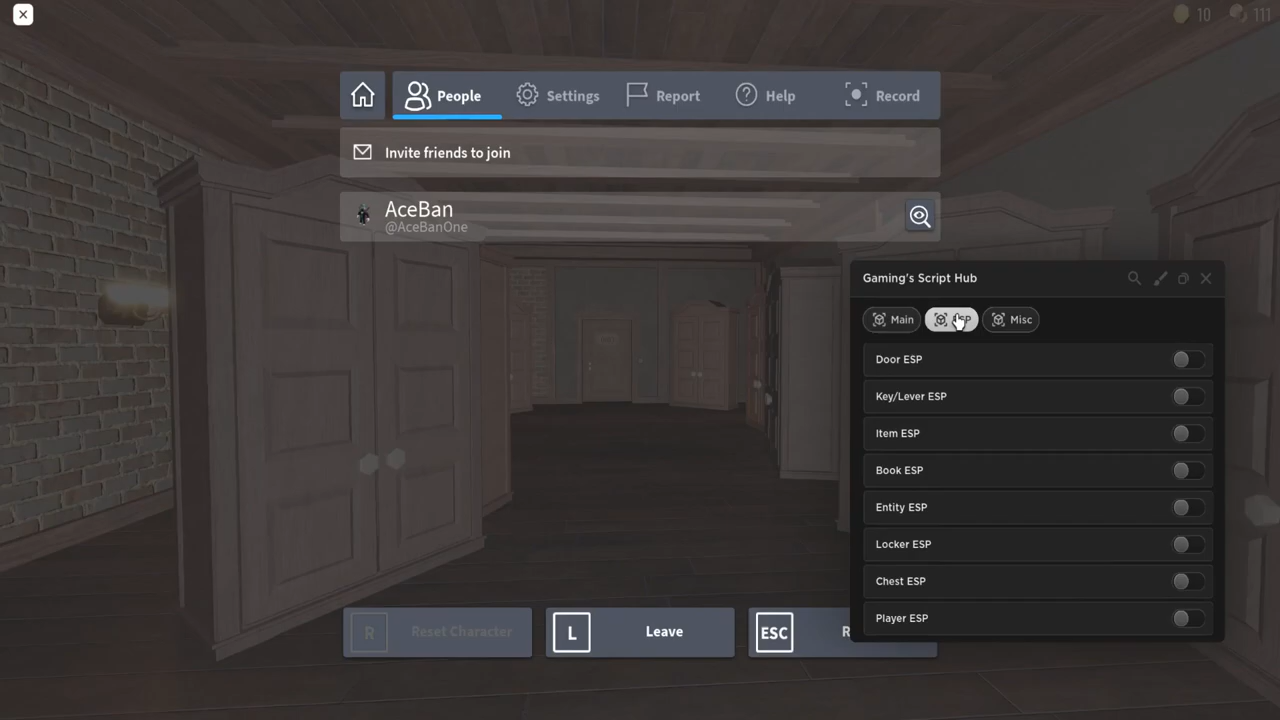 10
111
People
Settings
Report
Help
Record
Invite friends to join
AceBan
@AceBanOne
Gaming's Script Hub
Main
Misc
Door ESP
Key/Lever ESP
Item ESP
Book ESP
Entity ESP
Locker ESP
Chest ESP
Player ESP
R
Reset Character
L
Leave
ESC
R